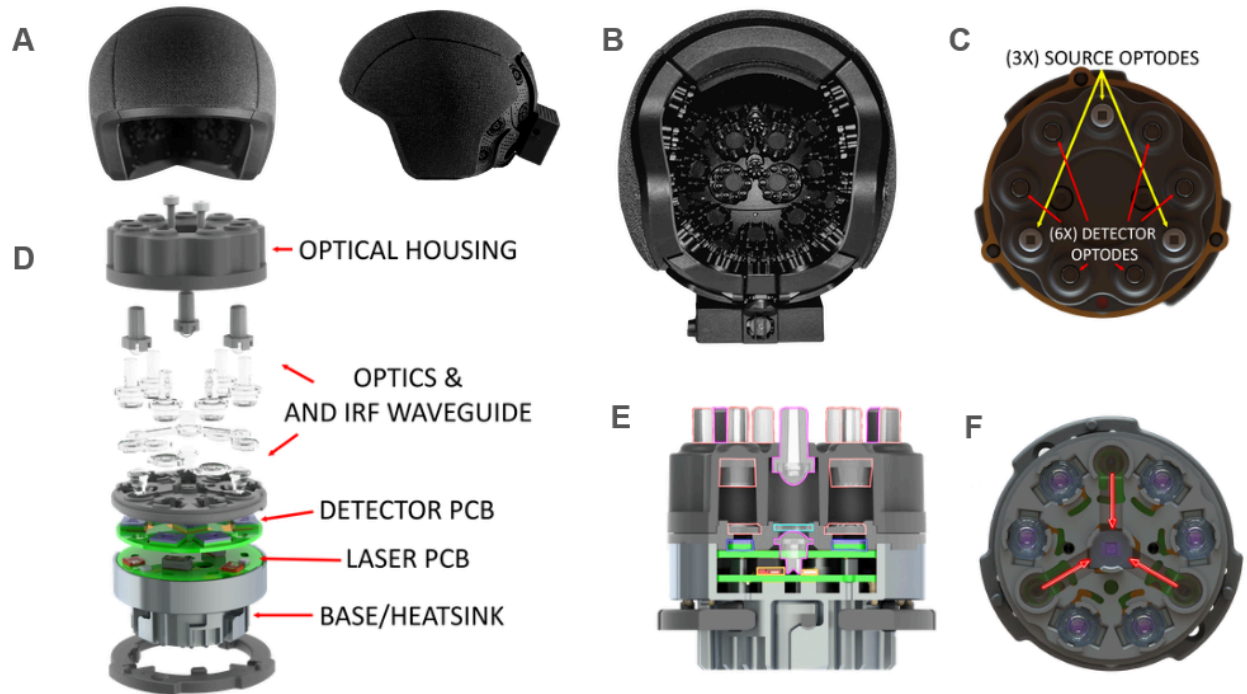 A
B
C
(3X) SOURCE OPTODES
(6X) DETECTOR
OPTODES
D
OPTICAL HOUSING
OPTICS &
AND IRF WAVEGUIDE
DETECTOR PCB
LASER PCB
BASE/HEATSINK
E
F